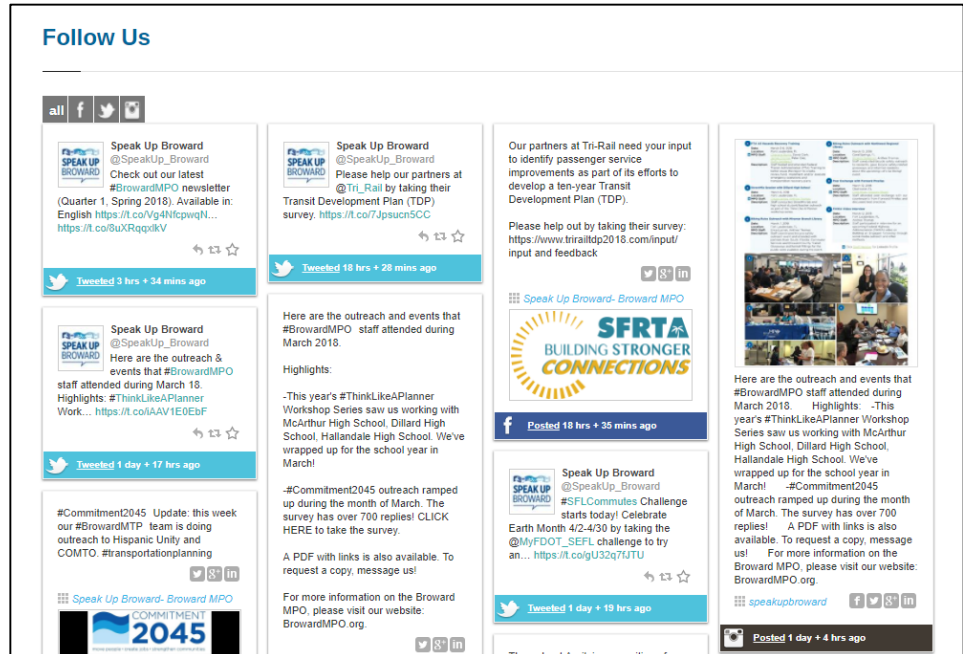 Follow Us
all
Speak Up Broward
@SpeakUp_Broward
Check out our latest
#BrowardMPO newsletter
(Quarter 1, Spring 2018). Available in:
English https://t.co/Vg4NfcpwqN…
https://t.co/8uXRqqxlkV
Tweeted 3 hrs + 34 mins ago
SPEAK UP
BROWARD
Speak Up Broward
@SpeakUp_Broward
Here are the outreach &
events that #BrowardMPO
staff attended during March 18.
Highlights: #ThinkLikeAPlanner
Work… https://t.co/iAAV1E0EbF
Tweeted 1 day + 17 hrs ago
SPEAK UP
BROWARD
#Commitment2045 Update: this week
our #BrowardMTP team is doing
outreach to Hispanic Unity and
COMTO. #transportationplanning
Speak Up Broward- Broward MPO
COMMITMENT
2045
SPEAK UP
BROWARD
Speak Up Broward
@SpeakUp_Broward
Please help our partners at
@Tri_Rail by taking their
Transit Development Plan (TDP)
survey. https://t.co/7Jpsucn5CC
Tweeted 18 hrs + 28 mins ago
Here are the outreach and events that
#BrowardMPO staff attended during
March 2018.
Highlights:
-This year's #ThinkLikeAPlanner
Workshop Series saw us working with
McArthur High School, Dillard High
School, Hallandale High School. We've
wrapped up for the school year in
March!
-#Commitment2045 outreach ramped
up during the month of March. The
survey has over 700 replies! CLICK
HERE to take the survey.
A PDF with links is also available. To
request a copy, message us!
For more information on the Broward
MPO, please visit our website:
BrowardMPO.org.
Our partners at Tri-Rail need your input
to identify passenger service
improvements as part of its efforts to
develop a ten-year Transit
Development Plan (TDP).
Please help out by taking their survey:
https://www.trirailtdp2018.com/input/
input and feedback
Speak Up Broward- Broward MPO
SFRTA
BUILDING STRONGER
CONNECTIONS
Posted 18 hrs + 35 mins ago
SPEAK UP
BROWARD
Speak Up Broward
@SpeakUp_Broward
#SFLCommutes Challenge
starts today! Celebrate
Earth Month 4/2-4/30 by taking the
@MyFDOT_SEFL challenge to try
an… https://t.co/gU32q7fJTU
Tweeted 1 day + 19 hrs ago
Here are the outreach and events that
#BrowardMPO staff attended during
March 2018. Highlights: -This
year's #ThinkLikeAPlanner Workshop
Series saw us working with McArthur
High School, Dillard High School,
Hallandale High School. We've
wrapped up for the school year in
March! -#Commitment2045
outreach ramped up during the month
of March. The survey has over 700
replies! A PDF with links is also
available. To request a copy, message
us! For more information on the
Broward MPO, please visit our website:
BrowardMPO.org.
speakupbroward
Posted 1 day + 4 hrs ago